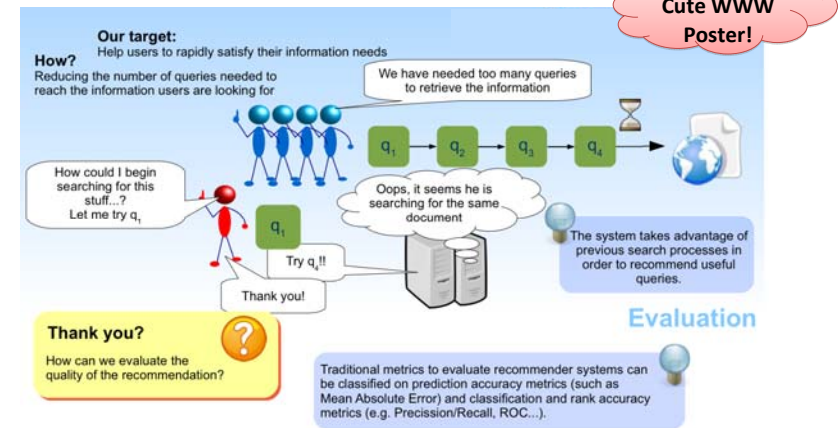 Cute WWW
Poster!
Our target:
Help users to rapidly satisfy their information needs
How?
Reducing the number of queries needed to
reach the information users are looking for
We have needed too many queries
to retrieve the information
q1
q2
q3
q4
How could I begin
searching for this
stuff...?
Let me try q1
q1
Oops, it seems he is
searching for the same
document
Try q4!!
Thank you!
The system takes advantage of
previous search processes in
order to recommend useful
queries.
Evaluation
Thank you?
How can we evaluate the
quality of the recommendation?
?
Traditional metrics to evaluate recommender systems can
be classified on prediction accuracy metrics (such as
Mean Absolute Error) and classification and rank accuracy
metrics (e.g. Precission/Recall, ROC...).